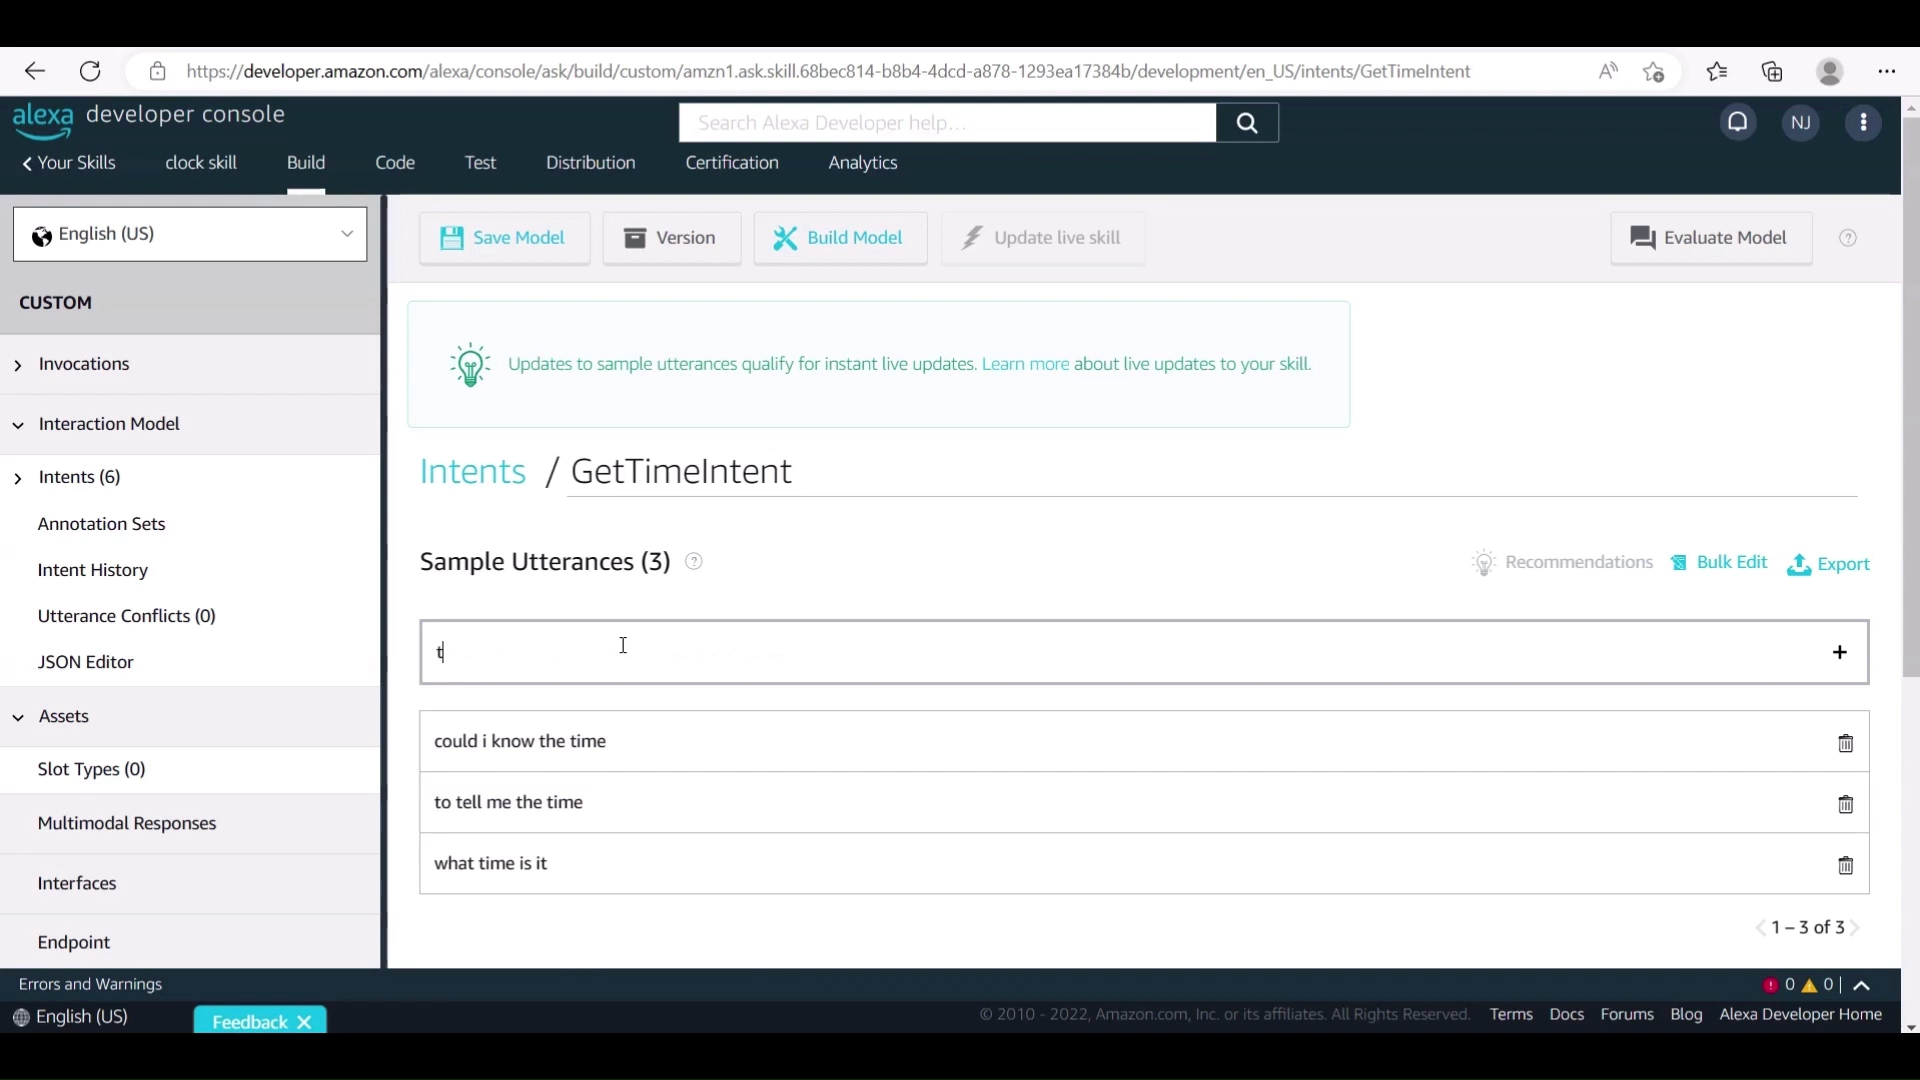 https://developer.amazon.com/alexa/console/ask/build/custom/amzn1.ask.skill.68bec814-b8b4-4dcd-a878-1293ea17384b/development/en_US/intents/GetTimeIntent
alexa developer console
Search Alexa Developer help...
NJ
Your Skills clock skill Build Code Test Distribution Certification Analytics
English (US)
Save Model Version Build Model Update live skill Evaluate Model ?
CUSTOM
Invocations
Interaction Model
Intents (6)
Annotation Sets
Intent History
Utterance Conflicts (0)
JSON Editor
Assets
Slot Types (0)
Multimodal Responses
Interfaces
Endpoint
Updates to sample utterances qualify for instant live updates. Learn more about live updates to your skill.
Intents / GetTimeIntent
Sample Utterances (3) ? Recommendations Bulk Edit Export
t
could i know the time
to tell me the time
what time is it
1 – 3 of 3
Errors and Warnings 0 0
English (US) Feedback © 2010 - 2022, Amazon.com, Inc. or its affiliates. All Rights Reserved. Terms Docs Forums Blog Alexa Developer Home